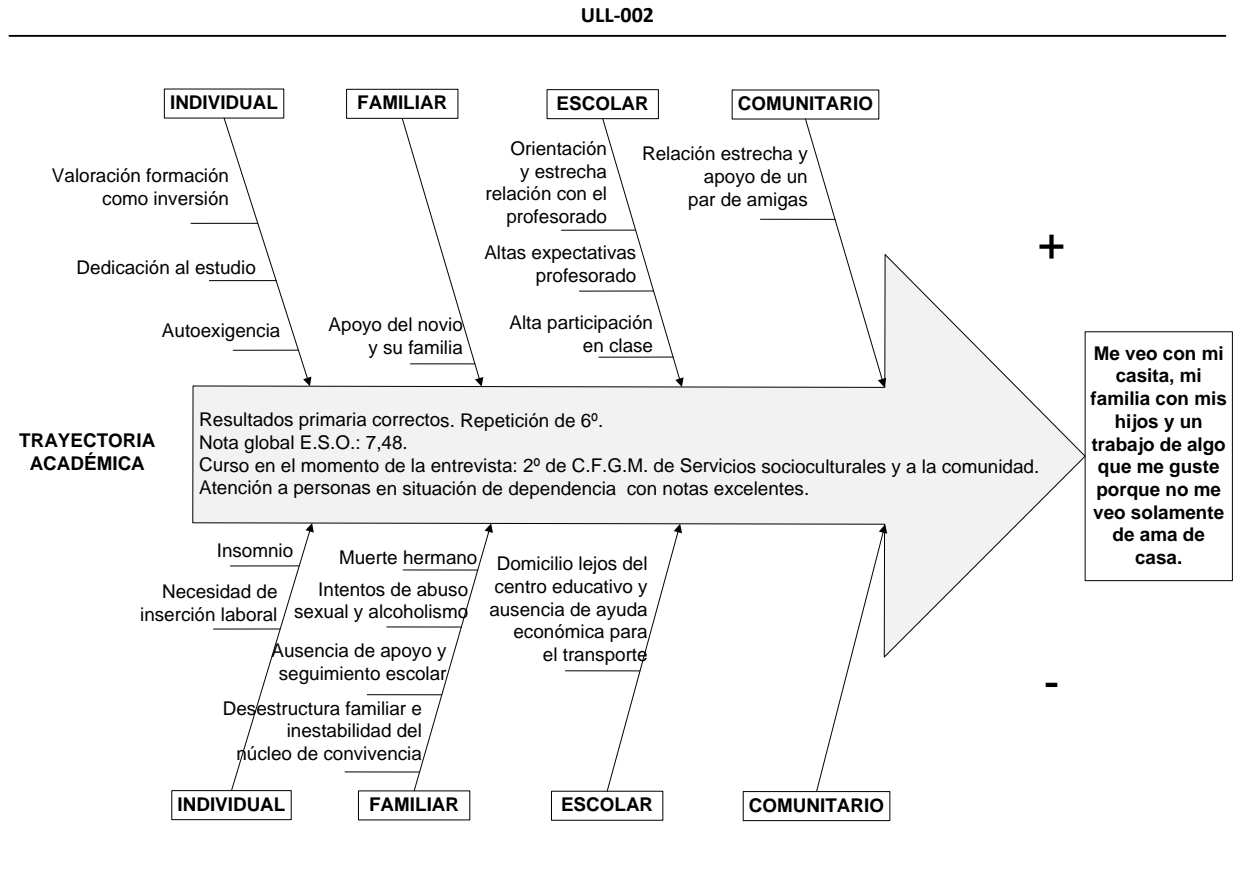 ULL-002
INDIVIDUAL
FAMILIAR
ESCOLAR
COMUNITARIO
Valoración formación
como inversión
Dedicación al estudio
Autoexigencia
Apoyo del novio
y su familia
Orientación
y estrecha
relación con el
profesorado
Altas expectativas
profesorado
Alta participación
en clase
Relación estrecha y
apoyo de un
par de amigas
+
TRAYECTORIA
ACADÉMICA
Resultados primaria correctos. Repetición de 6º.
Nota global E.S.O.: 7,48.
Curso en el momento de la entrevista: 2º de C.F.G.M. de Servicios socioculturales y a la comunidad.
Atención a personas en situación de dependencia con notas excelentes.
Me veo con mi
casita, mi
familia con mis
hijos y un
trabajo de algo
que me guste
porque no me
veo solamente
de ama de
casa.
Insomnio
Necesidad de
inserción laboral
Muerte hermano
Intentos de abuso
sexual y alcoholismo
Ausencia de apoyo y
seguimiento escolar
Desestructura familiar e
inestabilidad del
núcleo de convivencia
Domicilio lejos del
centro educativo y
ausencia de ayuda
económica para
el transporte
-
INDIVIDUAL
FAMILIAR
ESCOLAR
COMUNITARIO